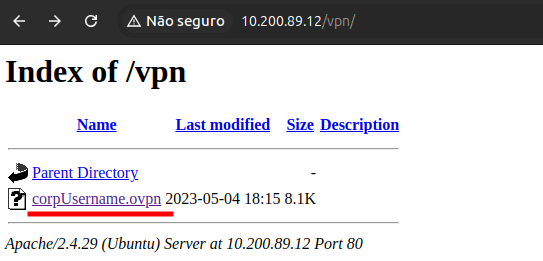 Não seguro 10.200.89.12/vpn/
Index of /vpn
Name Last modified Size Description
Parent Directory -
corpUsername.ovpn 2023-05-04 18:15 8.1K
Apache/2.4.29 (Ubuntu) Server at 10.200.89.12 Port 80